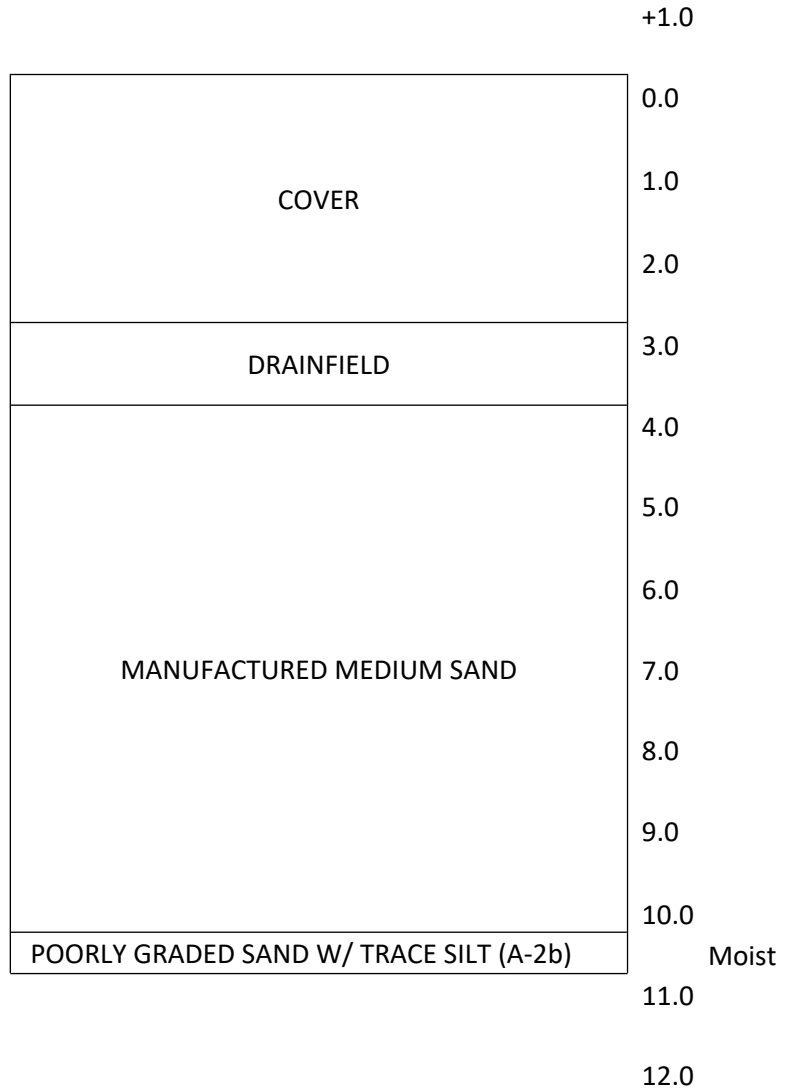 +1.0
0.0
COVER
1.0
2.0
DRAINFIELD
3.0
4.0
5.0
6.0
MANUFACTURED MEDIUM SAND
7.0
8.0
9.0
10.0
POORLY GRADED SAND W/ TRACE SILT (A-2b)
Moist
11.0
12.0